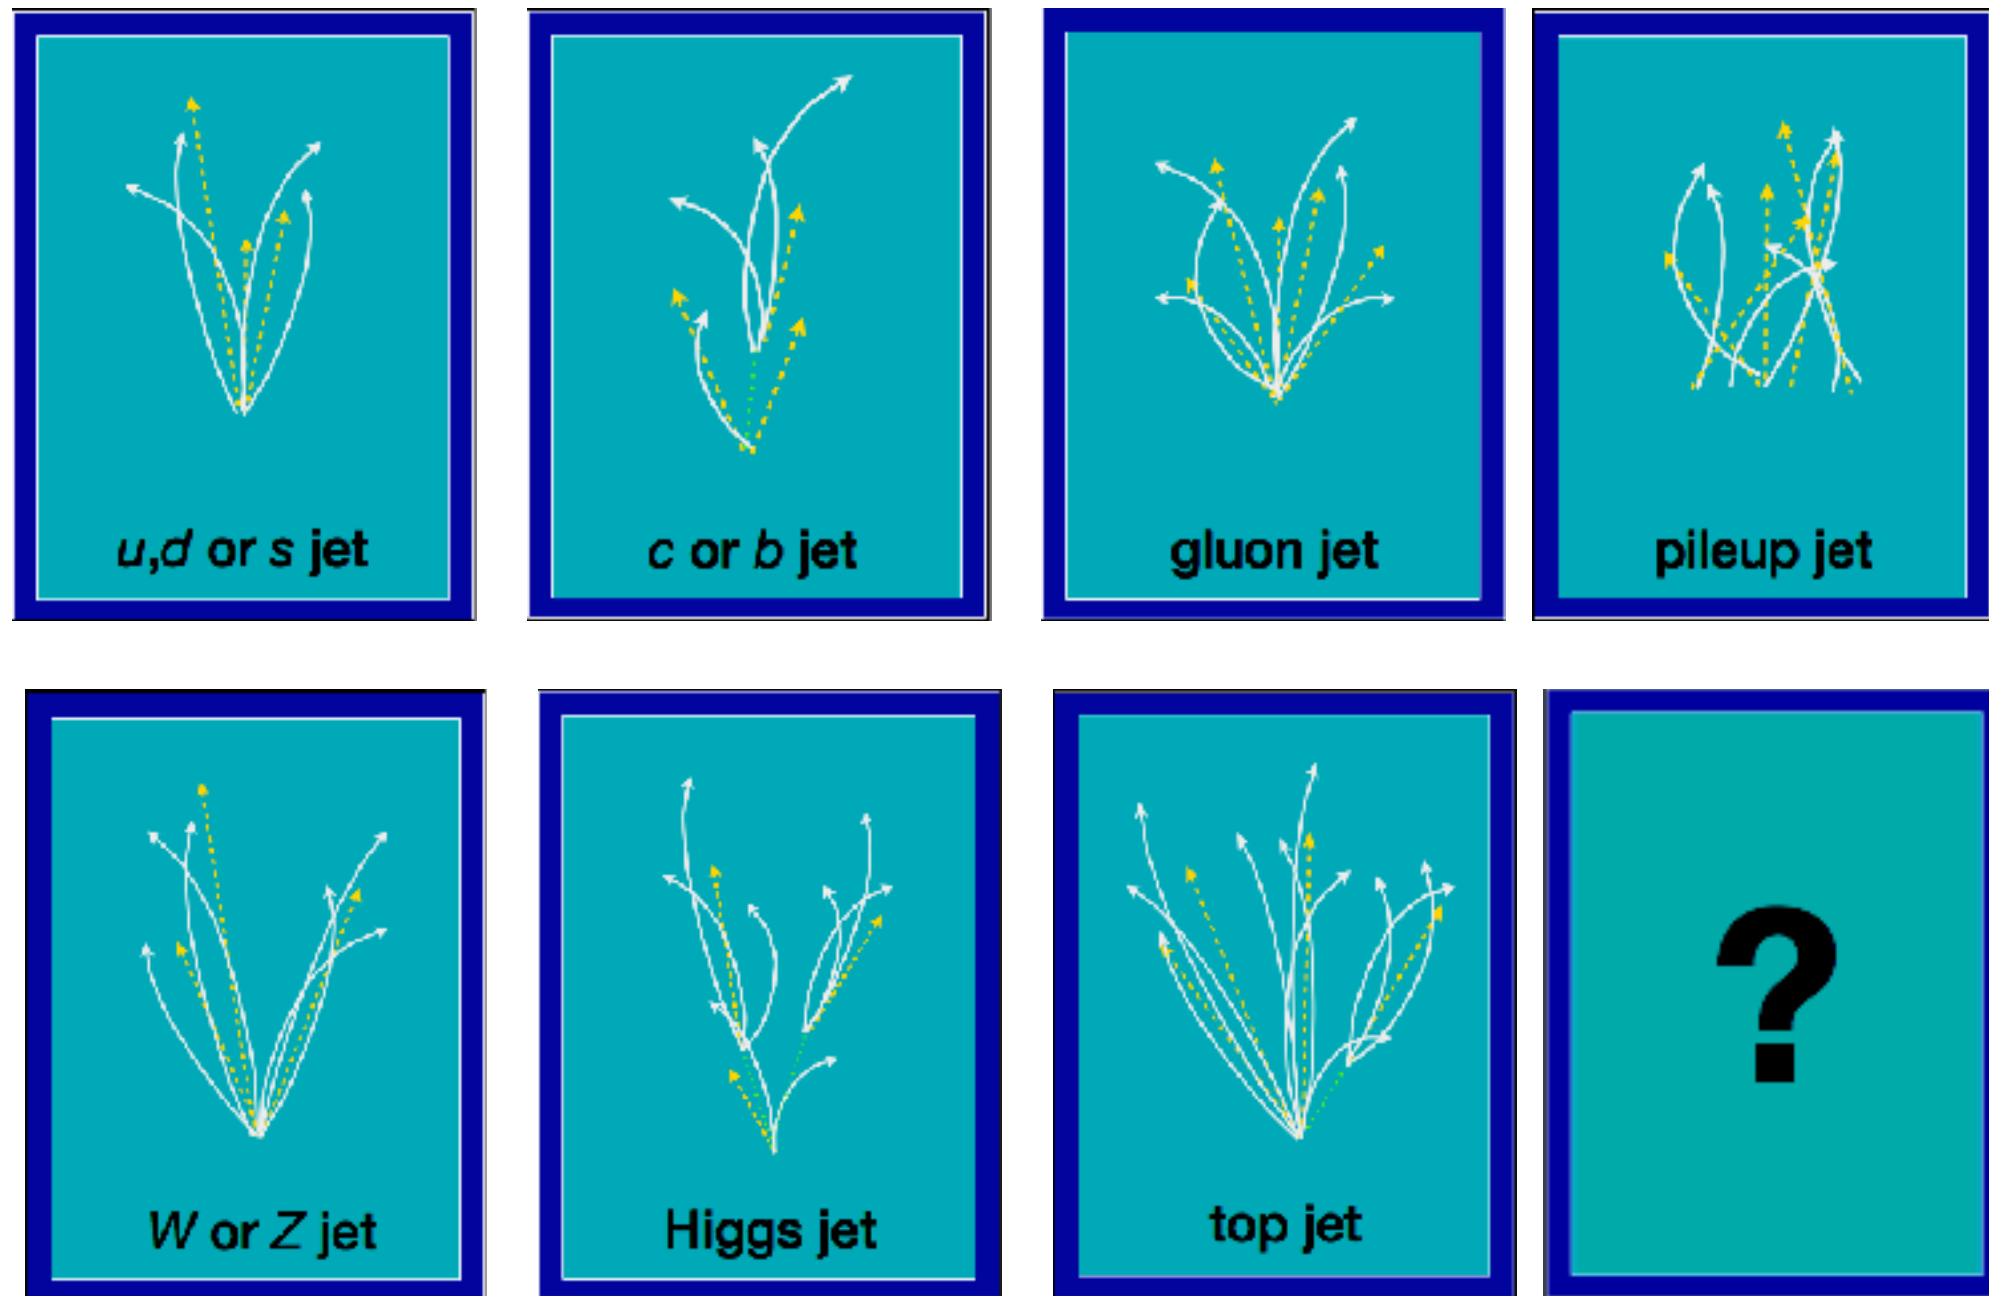 u,d or s jet
c or b jet
gluon jet
pileup jet
W or Z jet
Higgs jet
top jet
?